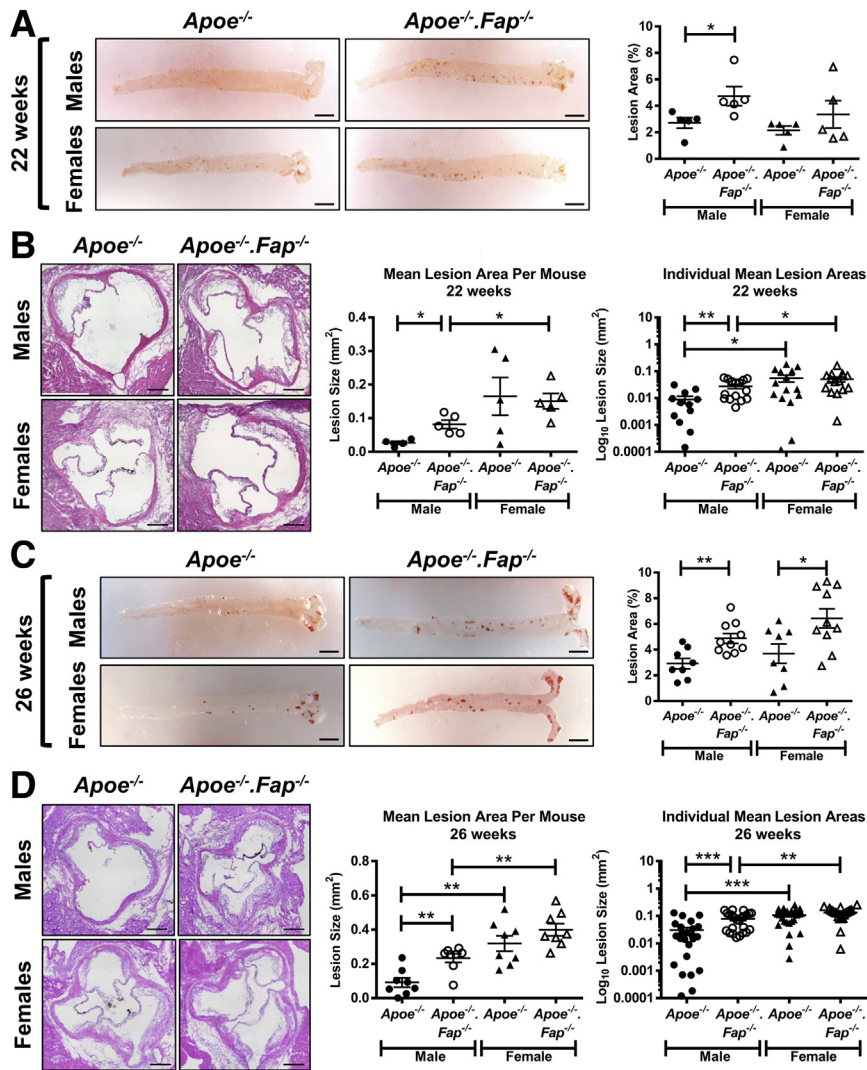 A
Apoe-/-
Apoe-/-.Fap-/-
22 weeks
Males
Females
Lesion Area (%)
10
8
6
4
2
0
*
Apoe-/-
Apoe-/-.
Fap-/-
Apoe-/-
Apoe-/-.
Fap-/-
Male
Female
B
Apoe-/-
Apoe-/-.Fap-/-
Males
Females
Mean Lesion Area Per Mouse
22 weeks
Lesion Size (mm2)
0.4
0.3
0.2
0.1
0.0
*
*
Apoe-/-
Apoe-/-.
Fap-/-
Apoe-/-
Apoe-/-.
Fap-/-
Male
Female
Individual Mean Lesion Areas
22 weeks
Log10 Lesion Size (mm2)
10
1
0.1
0.01
0.001
0.0001
**
*
*
Apoe-/-
Apoe-/-.
Fap-/-
Apoe-/-
Apoe-/-.
Fap-/-
Male
Female
C
Apoe-/-
Apoe-/-.Fap-/-
26 weeks
Males
Females
Lesion Area (%)
10
8
6
4
2
0
**
*
Apoe-/-
Apoe-/-.
Fap-/-
Apoe-/-
Apoe-/-.
Fap-/-
Male
Female
D
Apoe-/-
Apoe-/-.Fap-/-
Males
Females
Mean Lesion Area Per Mouse
26 weeks
Lesion Size (mm2)
0.8
0.6
0.4
0.2
0.0
**
**
**
Apoe-/-
Apoe-/-.
Fap-/-
Apoe-/-
Apoe-/-.
Fap-/-
Male
Female
Individual Mean Lesion Areas
26 weeks
Log10 Lesion Size (mm2)
10
1
0.1
0.01
0.001
0.0001
***
**
***
Apoe-/-
Apoe-/-.
Fap-/-
Apoe-/-
Apoe-/-.
Fap-/-
Male
Female